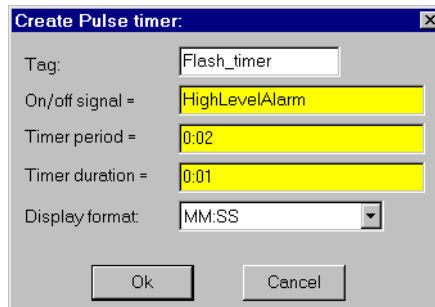 Create Pulse timer:
Tag: Flash_timer
On/off signal = HighLevelAlarm
Timer period = 0:02
Timer duration = 0:01
Display format: MM:SS
Ok Cancel